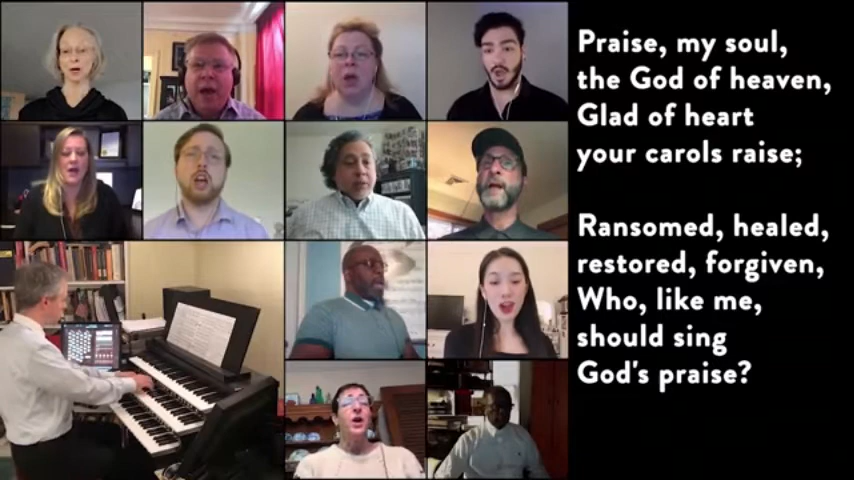 Praise, my soul,
the God of heaven,
Glad of heart
your carols raise;
Ransomed, healed,
restored, forgiven,
Who, like me,
should sing
God's praise?